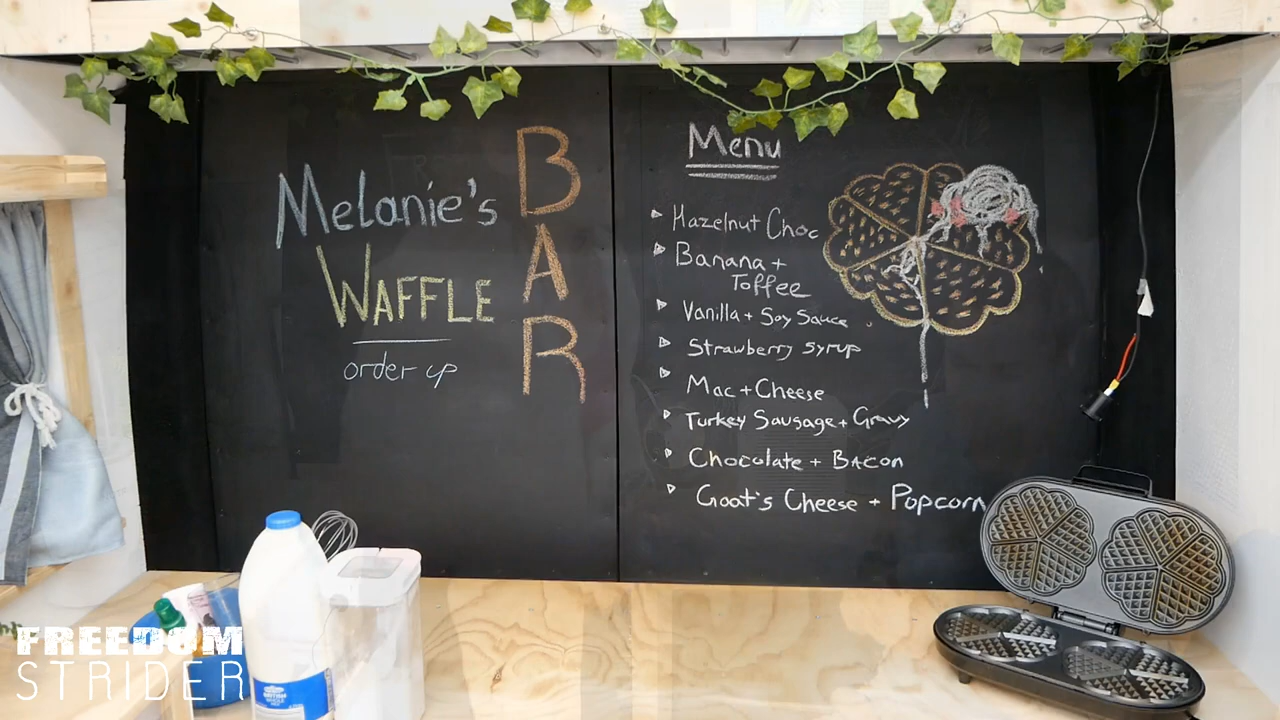 Melanie's
WAFFLE
BAR
order up
Menu
Hazelnut Choc
Banana +
Toffee
Vanilla + Soy Sauce
Strawberry Syrup
Mac + Cheese
Turkey Sausage + Gravy
Chocolate + Bacon
Goat's Cheese + Popcorn
FREEDOM
STRIDER